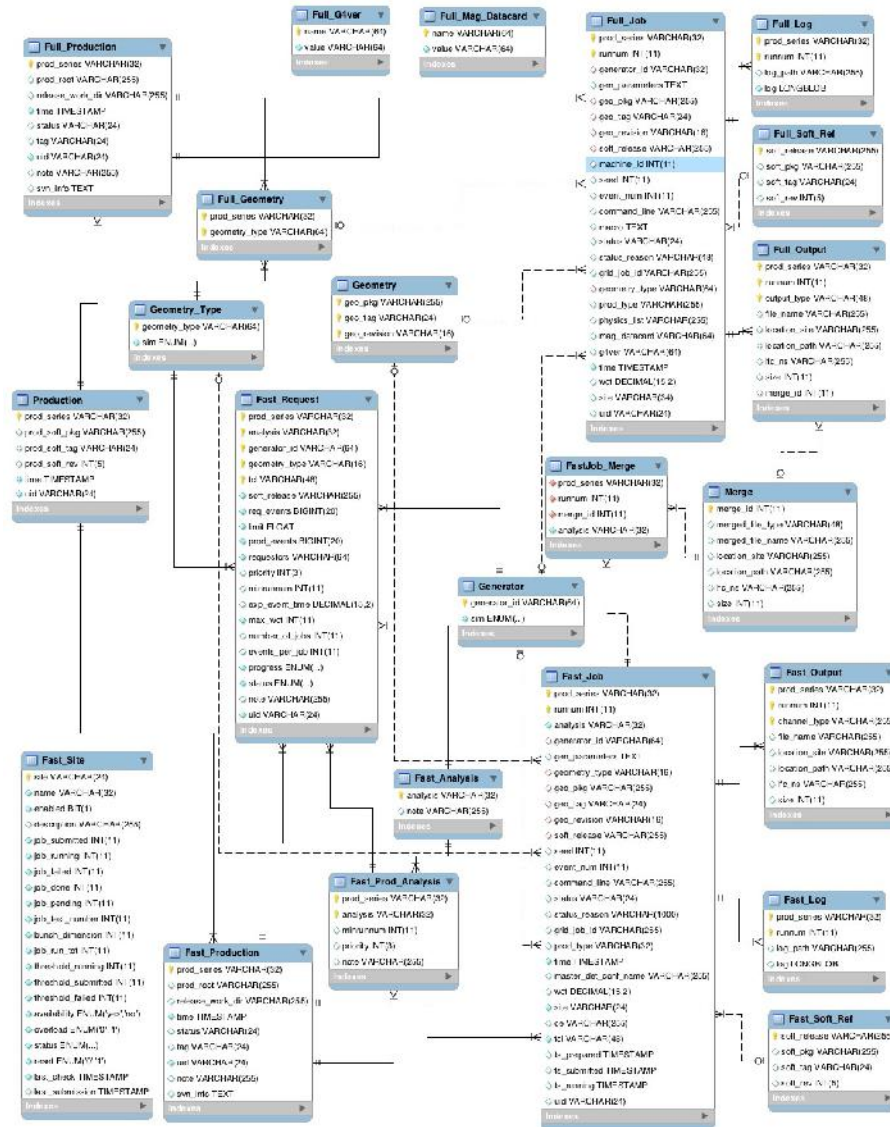 Full_G4ver
name VARCHAR(64)
value VARCHAR(64)
Full_Mag_Datacard
name VARCHAR(64)
value VARCHAR(64)
Full_Production
prod_series VARCHAR(32)
prod_root VARCHAR(255)
release_work_dir VARCHAR(255)
time TIMESTAMP
status VARCHAR(24)
tag VARCHAR(24)
uid VARCHAR(24)
note VARCHAR(255)
svn_info TEXT
Indexes
Full_Job
prod_series VARCHAR(32)
runnum INT(11)
generator_id VARCHAR(32)
gen_parameters TEXT
geo_pkg VARCHAR(255)
geo_tag VARCHAR(24)
geo_revision VARCHAR(16)
soft_release VARCHAR(255)
machine_id INT(11)
seed INT(11)
event_num INT(11)
command_line VARCHAR(255)
macro TEXT
status VARCHAR(24)
status_reason VARCHAR(48)
grid_job_id VARCHAR(255)
geometry_type VARCHAR(64)
prod_type VARCHAR(255)
physics_list VARCHAR(255)
mag_datacard VARCHAR(64)
g4ver VARCHAR(64)
time TIMESTAMP
wct DECIMAL(15,2)
site VARCHAR(34)
uid VARCHAR(24)
Indexes
Full_Log
prod_series VARCHAR(32)
runnum INT(11)
log_path VARCHAR(255)
log LONGBLOB
Indexes
Full_Soft_Ref
soft_release VARCHAR(255)
soft_pkg VARCHAR(255)
soft_tag VARCHAR(24)
soft_rev INT(5)
Indexes
Full_Geometry
prod_series VARCHAR(32)
geometry_type VARCHAR(64)
Indexes
Full_Output
prod_series VARCHAR(32)
runnum INT(11)
output_type VARCHAR(48)
file_name VARCHAR(255)
location_site VARCHAR(255)
location_path VARCHAR(255)
lfc_ns VARCHAR(255)
size INT(11)
merge_id INT(11)
Indexes
Geometry_Type
geometry_type VARCHAR(64)
sim ENUM(...)
Indexes
Geometry
geo_pkg VARCHAR(255)
geo_tag VARCHAR(24)
geo_revision VARCHAR(16)
Indexes
Production
prod_series VARCHAR(32)
prod_soft_pkg VARCHAR(255)
prod_soft_tag VARCHAR(24)
prod_soft_rev INT(5)
time TIMESTAMP
uid VARCHAR(24)
Indexes
Fast_Request
prod_series VARCHAR(32)
analysis VARCHAR(32)
generator_id VARCHAR(64)
geometry_type VARCHAR(16)
tcl VARCHAR(48)
soft_release VARCHAR(255)
req_events BIGINT(20)
lumi FLOAT
prod_events BIGINT(20)
requestors VARCHAR(64)
priority INT(3)
minrunnum INT(11)
exp_event_time DECIMAL(15,2)
max_wct INT(11)
number_of_jobs INT(11)
events_per_job INT(11)
progress ENUM(...)
status ENUM(...)
note VARCHAR(255)
uid VARCHAR(24)
Indexes
FastJob_Merge
prod_series VARCHAR(32)
runnum INT(11)
merge_id INT(11)
analysis VARCHAR(32)
Indexes
Merge
merge_id INT(11)
merged_file_type VARCHAR(48)
merged_file_name VARCHAR(255)
location_site VARCHAR(255)
location_path VARCHAR(255)
lfc_ns VARCHAR(255)
size INT(11)
Indexes
Generator
generator_id VARCHAR(64)
sim ENUM(...)
Indexes
Fast_Job
prod_series VARCHAR(32)
runnum INT(11)
analysis VARCHAR(32)
generator_id VARCHAR(64)
gen_parameters TEXT
geometry_type VARCHAR(16)
geo_pkg VARCHAR(255)
geo_tag VARCHAR(24)
geo_revision VARCHAR(16)
soft_release VARCHAR(255)
seed INT(11)
event_num INT(11)
command_line VARCHAR(255)
status VARCHAR(24)
status_reason VARCHAR(1000)
grid_job_id VARCHAR(255)
prod_type VARCHAR(32)
time TIMESTAMP
master_det_conf_name VARCHAR(255)
wct DECIMAL(15,2)
site VARCHAR(24)
ce VARCHAR(255)
tcl VARCHAR(48)
ts_prepared TIMESTAMP
ts_submitted TIMESTAMP
ts_running TIMESTAMP
uid VARCHAR(24)
Indexes
Fast_Output
prod_series VARCHAR(32)
runnum INT(11)
channel_type VARCHAR(255)
file_name VARCHAR(255)
location_site VARCHAR(255)
location_path VARCHAR(255)
lfc_ns VARCHAR(255)
size INT(11)
Indexes
Fast_Site
site VARCHAR(24)
name VARCHAR(32)
enabled BIT(1)
description VARCHAR(255)
job_submitted INT(11)
job_running INT(11)
job_failed INT(11)
job_done INT(11)
job_pending INT(11)
job_test_number INT(11)
bunch_dimension INT(11)
job_run_tot INT(11)
threshold_running INT(11)
threshold_submitted INT(11)
threshold_failed INT(11)
availability ENUM('yes','no')
overload ENUM('0','1')
status ENUM(...)
reset ENUM('0','1')
last_check TIMESTAMP
last_submission TIMESTAMP
Indexes
Fast_Analysis
analysis VARCHAR(32)
note VARCHAR(255)
Indexes
Fast_Prod_Analysis
prod_series VARCHAR(32)
analysis VARCHAR(32)
minrunnum INT(11)
priority INT(3)
note VARCHAR(255)
Indexes
Fast_Production
prod_series VARCHAR(32)
prod_root VARCHAR(255)
release_work_dir VARCHAR(255)
time TIMESTAMP
status VARCHAR(24)
tag VARCHAR(24)
uid VARCHAR(24)
note VARCHAR(255)
svn_info TEXT
Indexes
Fast_Log
prod_series VARCHAR(32)
runnum INT(11)
log_path VARCHAR(255)
log LONGBLOB
Indexes
Fast_Soft_Ref
soft_release VARCHAR(255)
soft_pkg VARCHAR(255)
soft_tag VARCHAR(24)
soft_rev INT(5)
Indexes